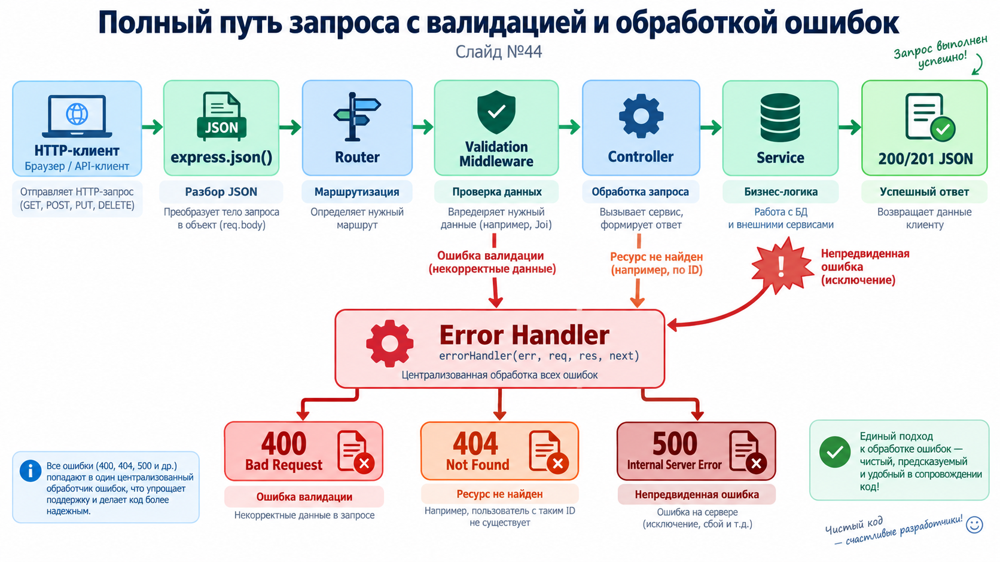 Полный путь запроса с валидацией и обработкой ошибок
Слайд №44
Запрос выполнен
успешно!
HTTP-клиент
Браузер / API-клиент
Отправляет HTTP-запрос
(GET, POST, PUT, DELETE)
JSON
express.json()
Разбор JSON
Преобразует тело запроса
в объект (req.body)
Router
Маршрутизация
Определяет нужный
маршрут
Validation
Middleware
Проверка данных
нужный
данные (например, Joi)
Controller
Обработка запроса
Вызывает сервис,
формирует ответ
Service
Бизнес-логика
Работа с БД
и внешними сервисами
200/201 JSON
Успешный ответ
Возвращает данные
клиенту
Ошибка валидации
(некорректные данные)
Ресурс не найден
(например, по ID)
!
Непредвиденная
ошибка
(исключение)
Error Handler
errorHandler(err, req, res, next)
Централизованная обработка всех ошибок
400
Bad Request
Ошибка валидации
Некорректные данные в запросе
404
Not Found
Ресурс не найден
Например, пользователь с таким ID
не существует
500
Internal Server Error
Непредвиденная ошибка
Ошибка на сервере
(исключение, сбой и т.д.)
i
Все ошибки (400, 404, 500 и др.)
попадают в один централизованный
обработчик ошибок, что упрощает
поддержку и делает код более
надежным.
Единый подход
к обработке ошибок —
чистый, предсказуемый
и удобный в сопровождении
код!
Чистый код
— счастливые разработчики!